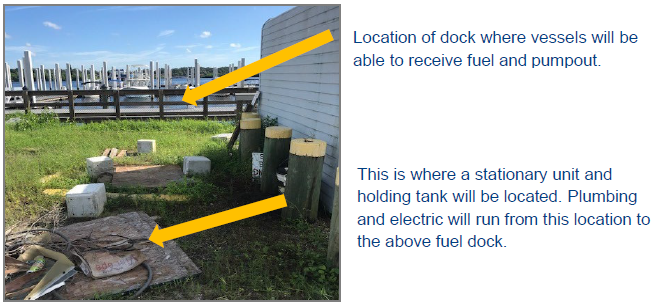 Location of dock where vessels will be
able to receive fuel and pumpout.
This is where a stationary unit and
holding tank will be located. Plumbing
and electric will run from this location to
the above fuel dock.